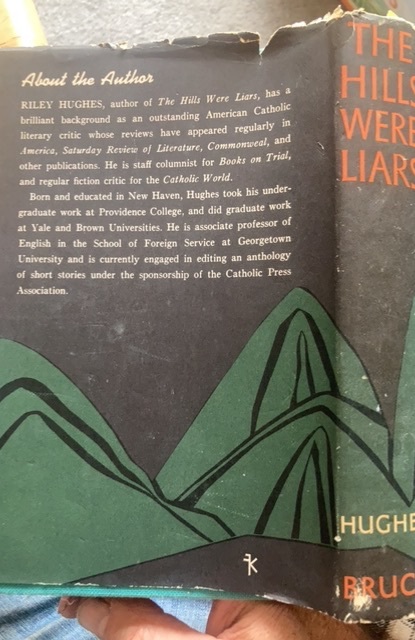 About the Author
RILEY HUGHES, author of The Hills Were Liars, has a
brilliant background as an outstanding American Catholic
literary critic whose reviews have appeared regularly in
America, Saturday Review of Literature, Commonweal, and
other publications. He is staff columnist for Books on Trial,
and regular fiction critic for the Catholic World.
Born and educated in New Haven, Hughes took his under-
graduate work at Providence College, and did graduate work
at Yale and Brown Universities. He is associate professor of
English in the School of Foreign Service at Georgetown
University and is currently engaged in editing an anthology
of short stories under the sponsorship of the Catholic Press
Association.
THE
HILLS
WERE
LIARS
HUGHE
BRUC